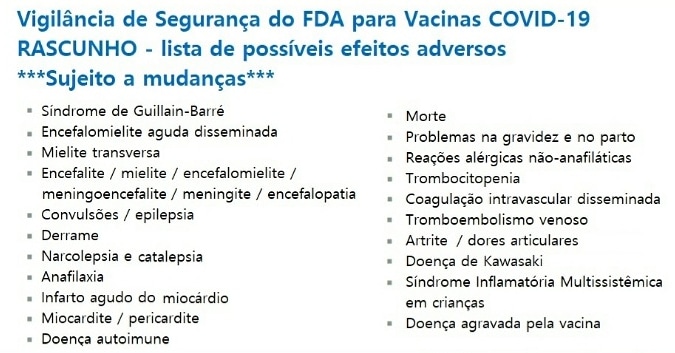 Vigilância de Segurança do FDA para Vacinas COVID-19
RASCUNHO - lista de possíveis efeitos adversos
***Sujeito a mudanças***
Síndrome de Guillain-Barré
Encefalomielite aguda disseminada
Mielite transversa
Encefalite / mielite / encefalomielite /
meningoencefalite / meningite / encefalopatia
Convulsões / epilepsia
Derrame
Narcolepsia e catalepsia
Anafilaxia
Infarto agudo do miocárdio
Miocardite / pericardite
Doença autoimune
Morte
Problemas na gravidez e no parto
Reações alérgicas não-anafiláticas
Trombocitopenia
Coagulação intravascular disseminada
Tromboembolismo venoso
Artrite / dores articulares
Doença de Kawasaki
Síndrome Inflamatória Multissistêmica
em crianças
Doença agravada pela vacina